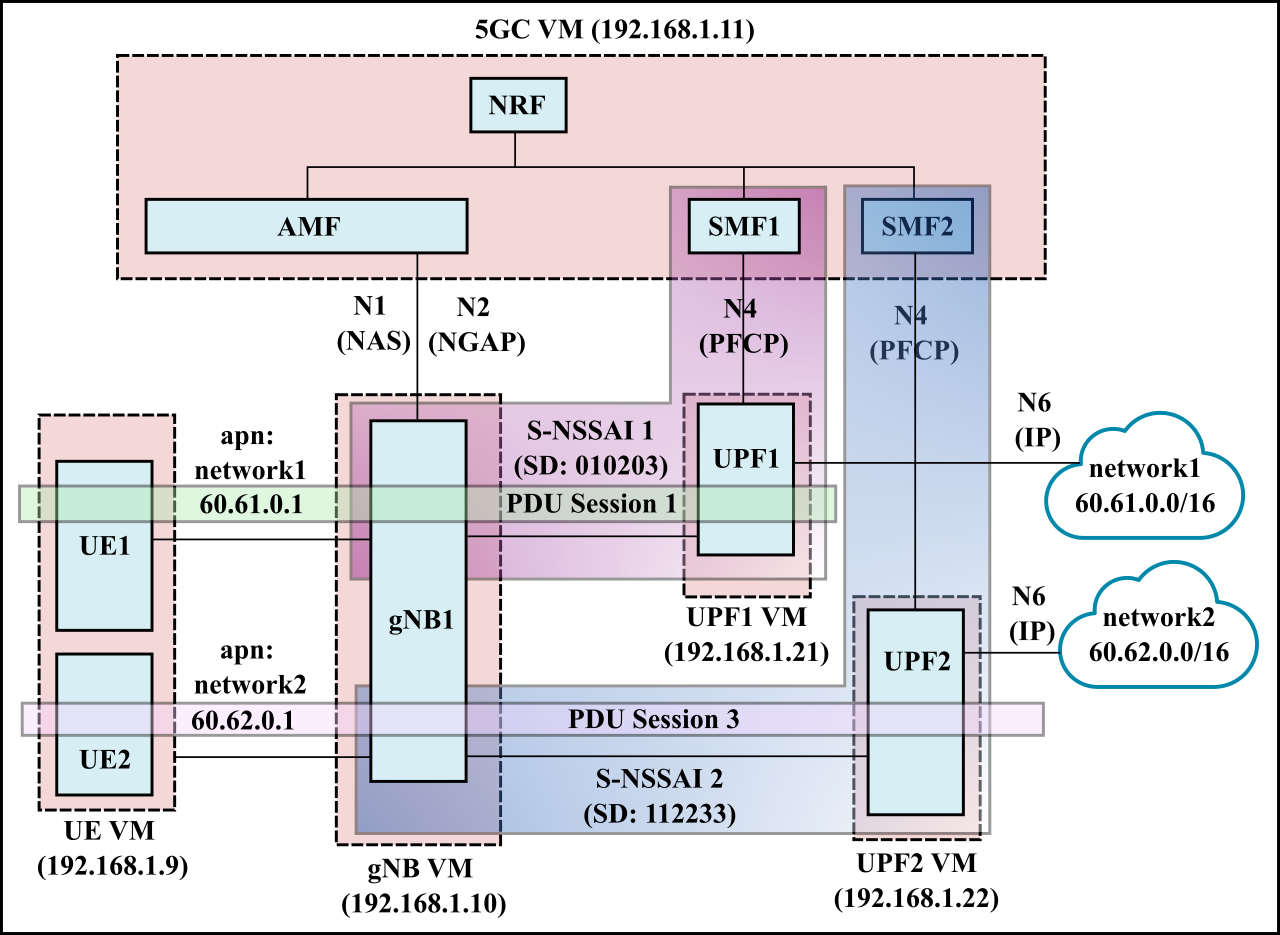 5GC VM (192.168.1.11)
NRF
AMF
SMF1
SMF2
N1
(NAS)
N2
(NGAP)
N4
(PFCP)
N4
(PFCP)
apn:
network1
60.61.0.1
S-NSSAI 1
(SD: 010203)
PDU Session 1
UPF1
N6
(IP)
network1
60.61.0.0/16
UE1
gNB1
UPF1 VM
(192.168.1.21)
N6
(IP)
network2
60.62.0.0/16
apn:
network2
60.62.0.1
PDU Session 3
UPF2
UE2
S-NSSAI 2
(SD: 112233)
UE VM
(192.168.1.9)
gNB VM
(192.168.1.10)
UPF2 VM
(192.168.1.22)